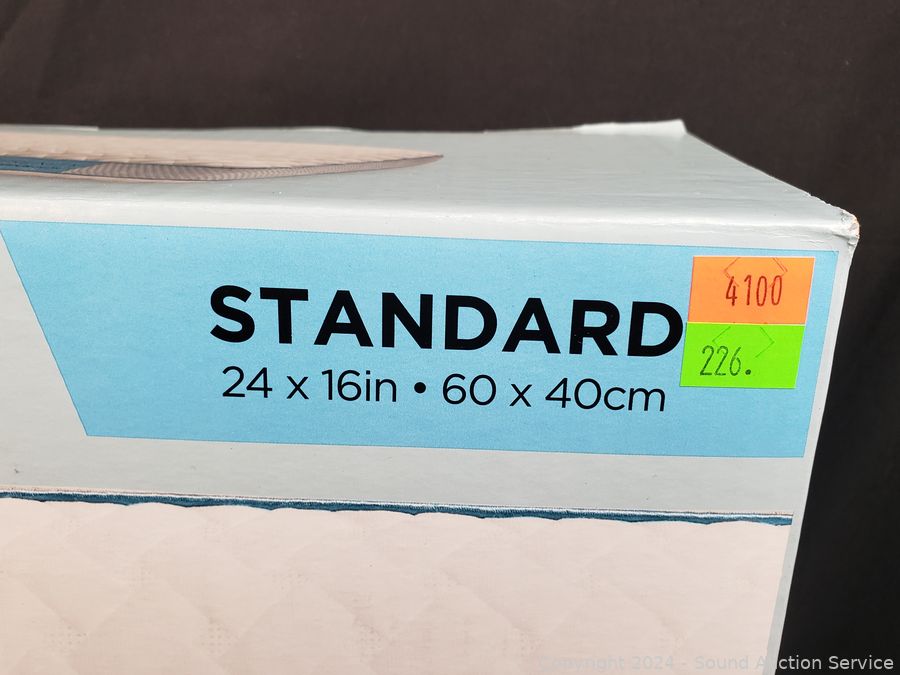 STANDARD
24 x 16in • 60 x 40cm
4100
226.
Copyright 2024 - Sound Auction Service